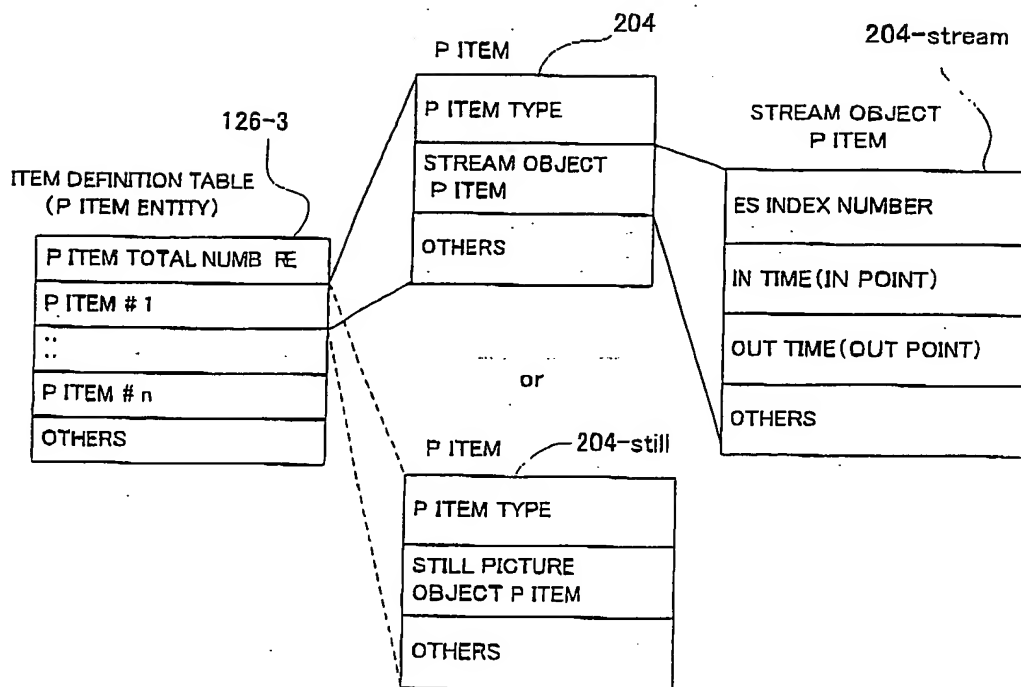 204
P ITEM
P ITEM TYPE
STREAM OBJECT
P ITEM
OTHERS
204-stream
STREAM OBJECT
P ITEM
ES INDEX NUMBER
IN TIME(IN POINT)
OUT TIME(OUT POINT)
OTHERS
126-3
ITEM DEFINITION TABLE
(P ITEM ENTITY)
P ITEM TOTAL NUMB RE
P ITEM # 1
::
P ITEM # n
OTHERS
or
P ITEM
204-still
P ITEM TYPE
STILL PICTURE
OBJECT P ITEM
OTHERS